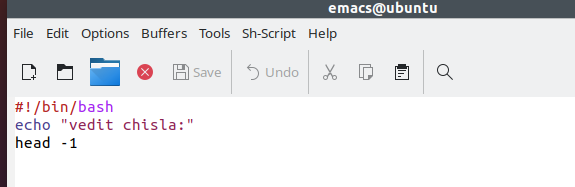 emacs@ubuntu
File Edit Options Buffers Tools Sh-Script Help
Save Undo
#!/bin/bash
echo "vedit chisla:"
head -1